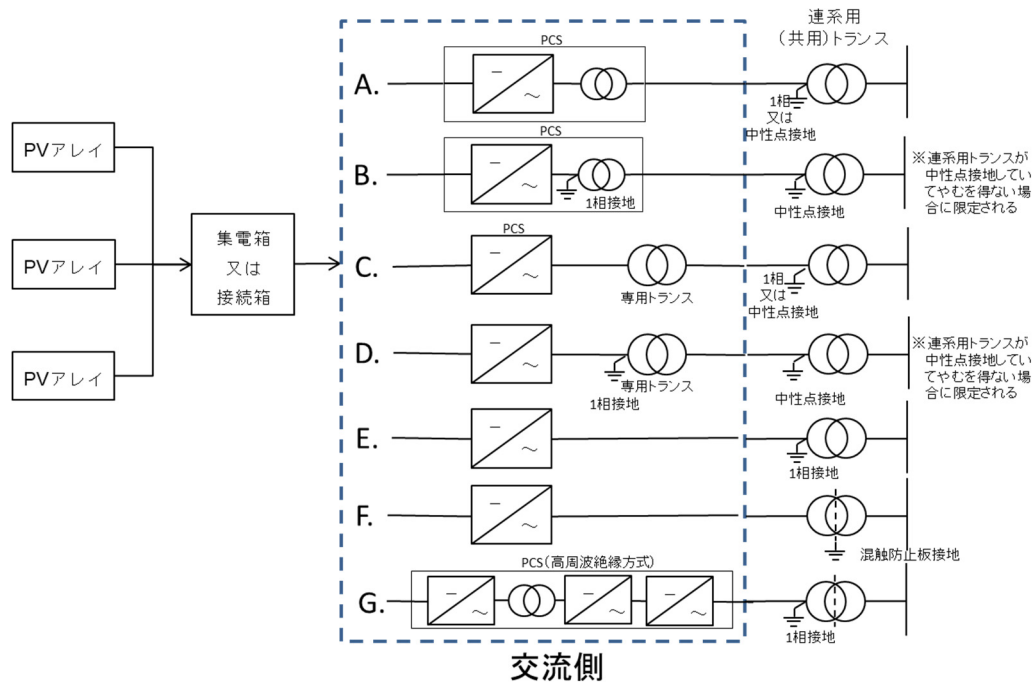 連系用
（共用）トランス
PVアレイ
PVアレイ
PVアレイ
集電箱
又は
接続箱
A.
PCS
－
～
1相
又は
中性点接地
B.
PCS
－
～
1相接地
中性点接地
※連系用トランスが
中性点接地してい
てやむを得ない場
合に限定される
C.
PCS
－
～
専用トランス
1相
又は
中性点接地
D.
－
～
専用トランス
1相接地
中性点接地
※連系用トランスが
中性点接地してい
てやむを得ない場
合に限定される
E.
－
～
1相接地
F.
－
～
混触防止板接地
G.
PCS（高周波絶縁方式）
－
～
－
～
－
～
1相接地
交流側